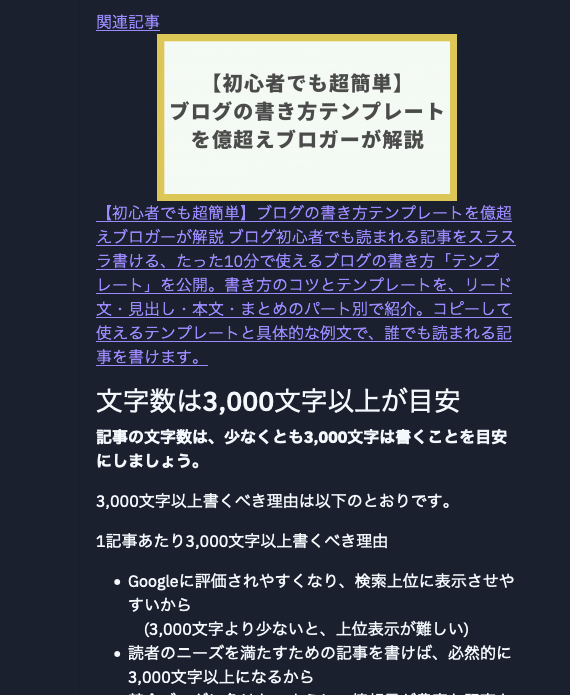 関連記事
【初心者でも超簡単】
ブログの書き方テンプレート
を億超えブロガーが解説
【初心者でも超簡単】ブログの書き方テンプレートを億超
えブロガーが解説 ブログ初心者でも読まれる記事をスラス
ラ書ける、たった10分で使えるブログの書き方「テンプ
レート」を公開。書き方のコツとテンプレートを、リード
文・見出し・本文・まとめのパート別で紹介。コピーして
使えるテンプレートと具体的な例文で、誰でも読まれる記
事を書けます。
文字数は3,000文字以上が目安
記事の文字数は、少なくとも3,000文字は書くことを目安
にしましょう。
3,000文字以上書くべき理由は以下のとおりです。
1記事あたり3,000文字以上書くべき理由
• Googleに評価されやすくなり、検索上位に表示させや
すいから
(3,000文字より少ないと、上位表示が難しい)
• 読者のニーズを満たすための記事を書けば、必然的に
3,000文字以上になるから